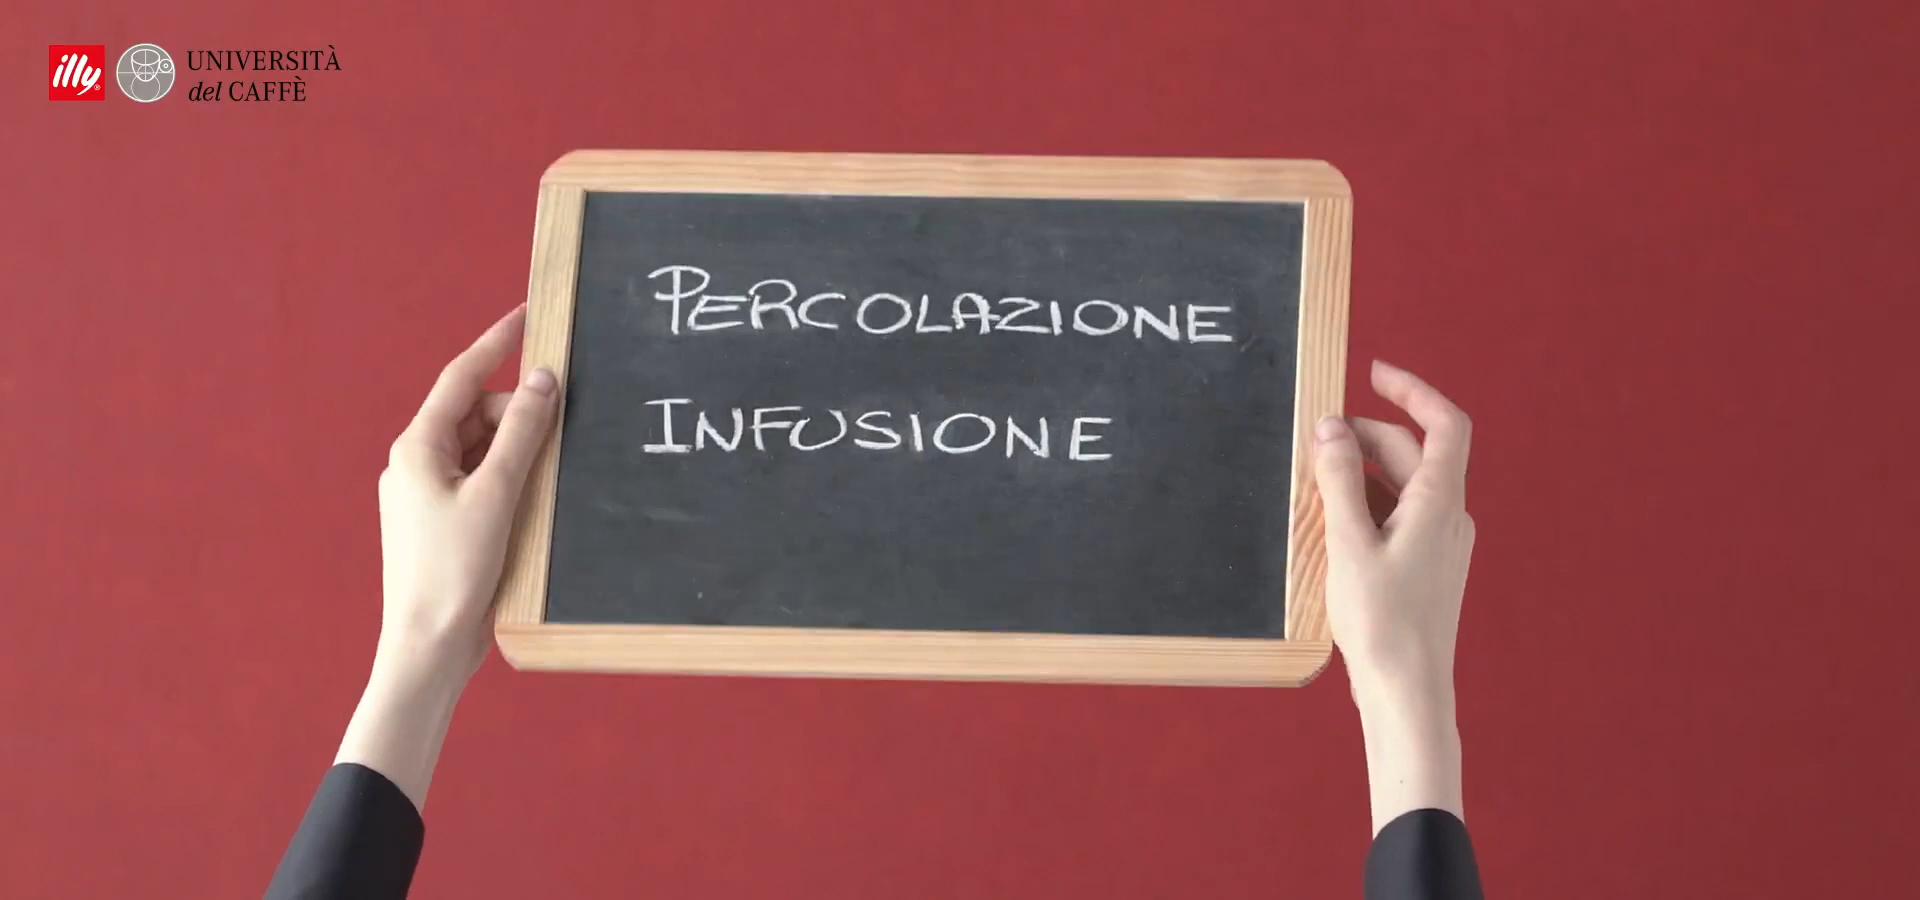 illy
UNIVERSITÀ
del CAFFÈ
PERCOLAZIONE
INFUSIONE